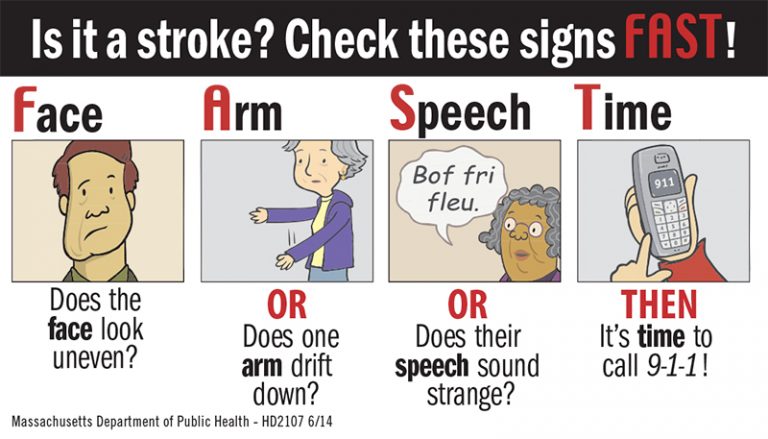 Is it a stroke? Check these signs FAST!
Face
Arm
Speech
Time
Bof fri
fleu.
911
Does the
face look
uneven?
OR
Does one
arm drift
down?
OR
Does their
speech sound
strange?
THEN
It's time to
call 9-1-1!
Massachusetts Department of Public Health - HD2107 6/14